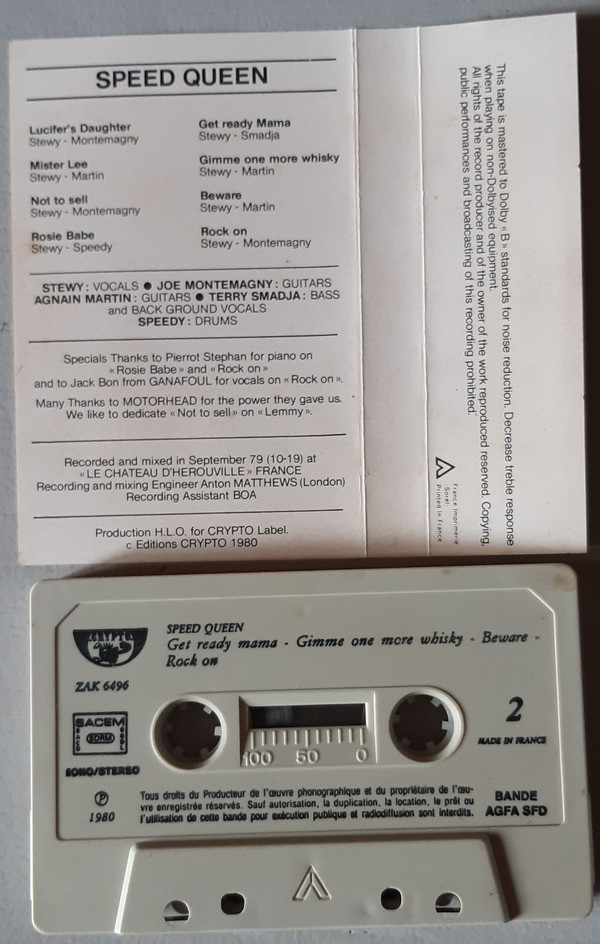 SPEED QUEEN
Lucifer's Daughter
Stewy - Montemagny
Mister Lee
Stewy - Martin
Not to sell
Stewy - Montemagny
Rosie Babe
Stewy - Speedy
Get ready Mama
Stewy - Smadja
Gimme one more whisky
Stewy - Martin
Beware
Stewy - Martin
Rock on
Stewy - Montemagny
STEWY : VOCALS ● JOE MONTEMAGNY : GUITARS
AGNAIN MARTIN : GUITARS ● TERRY SMADJA : BASS
and BACK GROUND VOCALS
SPEEDY : DRUMS
Specials Thanks to Pierrot Stephan for piano on
« Rosie Babe » and « Rock on »
and to Jack Bon from GANAFOUL for vocals on « Rock on ».
Many Thanks to MOTORHEAD for the power they gave us.
We like to dedicate « Not to sell » on « Lemmy ».
Recorded and mixed in September 79 (10-19) at
« LE CHATEAU D'HEROUVILLE » FRANCE
Recording and mixing Engineer Anton MATTHEWS (London)
Recording Assistant BOA
Production H.L.O. for CRYPTO Label.
c Editions CRYPTO 1980
This tape is mastered to Dolby « B » standards for noise reduction. Decrease treble response
when playing on non-Dolbyised equipment.
All rights of the record producer and of the owner of the work reproduced reserved. Copying,
public performances and broadcasting of this recording prohibited.
France Imprimerie
Sorel
Printed in France
CRYPTO
SPEED QUEEN
Get ready mama - Gimme one more whisky - Beware -
Rock on
ZAK 6496
SACEM
SACD
SDRM
SGDL
MONO/STEREO
2
MADE IN FRANCE
100 50 0
℗
1980
Tous droits du Producteur de l'œuvre phonographique et du propriétaire de l'œu-
vre enregistrée réservés. Sauf autorisation, la duplication, la location, le prêt ou
l'utilisation de cette bande pour exécution publique et radiodiffusion sont interdits.
BANDE
AGFA SFD